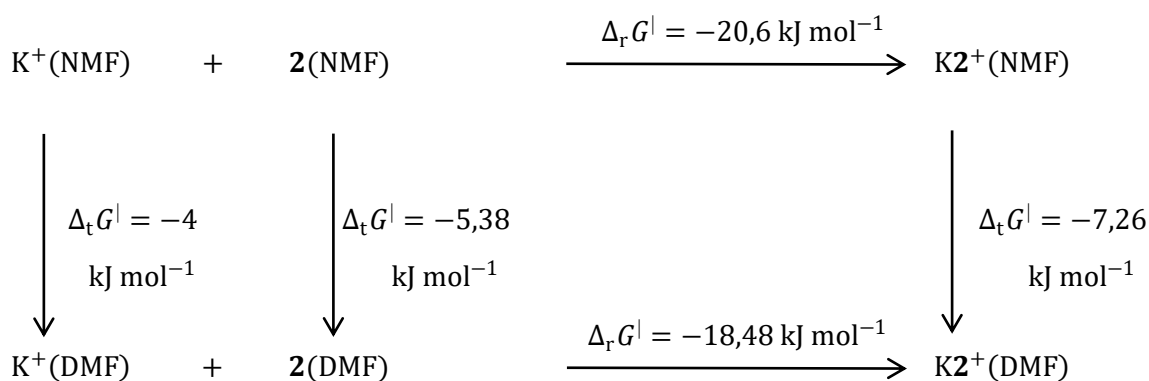 Δ_rG^| = −20,6 kJ mol⁻¹
K⁺(NMF) + 2(NMF) K2⁺(NMF)
Δ_tG^| = −4 Δ_tG^| = −5,38 Δ_tG^| = −7,26
kJ mol⁻¹ kJ mol⁻¹ kJ mol⁻¹
Δ_rG^| = −18,48 kJ mol⁻¹
K⁺(DMF) + 2(DMF) K2⁺(DMF)